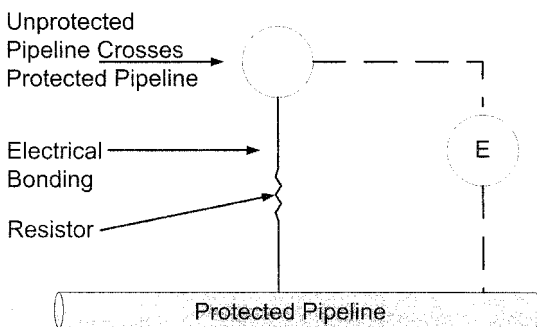 Unprotected
Pipeline Crosses
Protected Pipeline
E
Electrical
Bonding
Resistor
Protected Pipeline